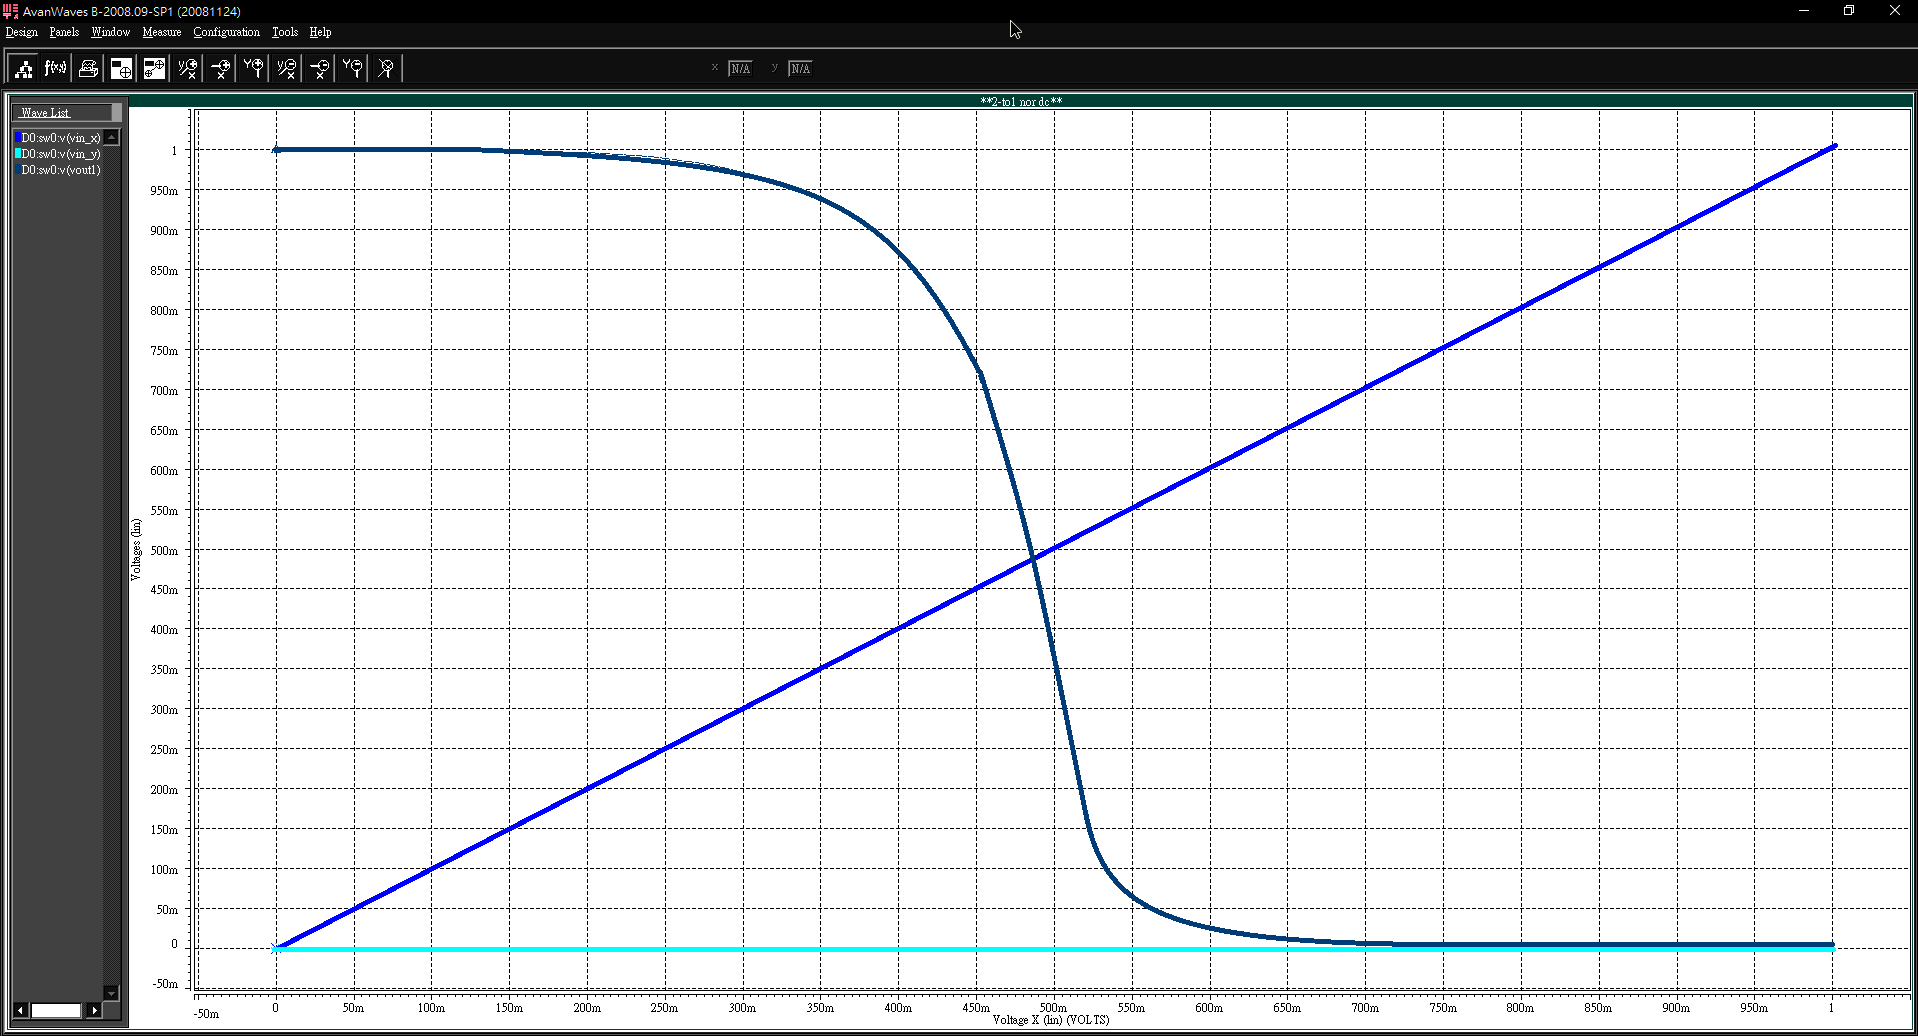 AvanWaves B-2008.09-SP1 (20081124)
Design Panels Window Measure Configuration Tools Help
f(x) x N/A y N/A
Wave List
D0:sw0:v(vin_x)
D0:sw0:v(vin_y)
D0:sw0:v(vout1)
**2-to1 nor dc**
1
950m
900m
850m
800m
750m
700m
650m
600m
550m
500m
450m
400m
350m
300m
250m
200m
150m
100m
50m
0
-50m
Voltages (lin)
-50m 0 50m 100m 150m 200m 250m 300m 350m 400m 450m 500m 550m 600m 650m 700m 750m 800m 850m 900m 950m 1
Voltage X (lin) (VOLTS)